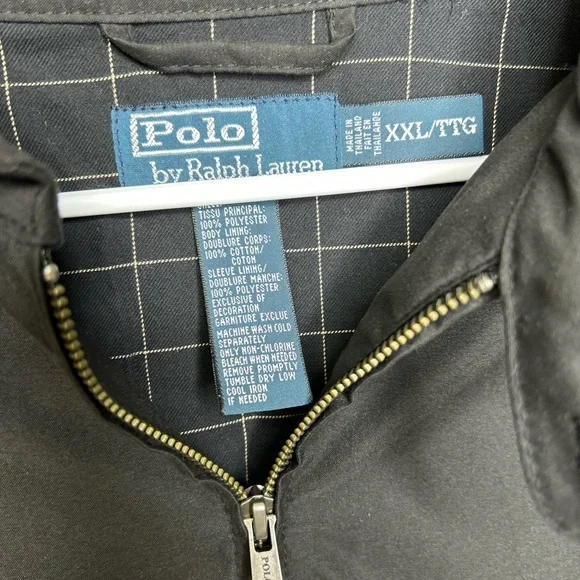 Polo
by Ralph Lauren
MADE IN
THAILAND
FAIT EN
THAILANDE
XXL/TTG
TISSU PRINCIPAL:
100% POLYESTER
BODY LINING:
DOUBLURE CORPS:
100% COTTON/
COTON
SLEEVE LINING/
DOUBLURE MANCHE:
100% POLYESTER
EXCLUSIVE OF
DECORATION
GARNITURE EXCLUE
MACHINE WASH COLD
SEPARATELY
ONLY NON-CHLORINE
BLEACH WHEN NEEDED
REMOVE PROMPTLY
TUMBLE DRY LOW
COOL IRON
IF NEEDED
POLO